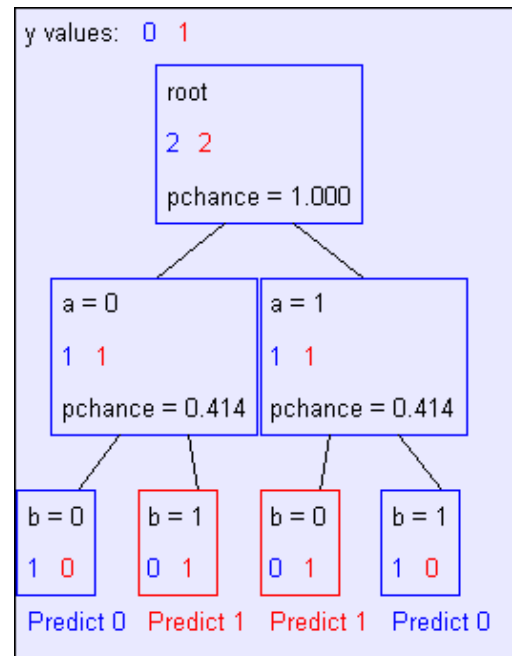 y values: 0 1
root
2 2
pchance = 1.000
a = 0
1 1
pchance = 0.414
a = 1
1 1
pchance = 0.414
b = 0
1 0
Predict 0
b = 1
0 1
Predict 1
b = 0
0 1
Predict 1
b = 1
1 0
Predict 0